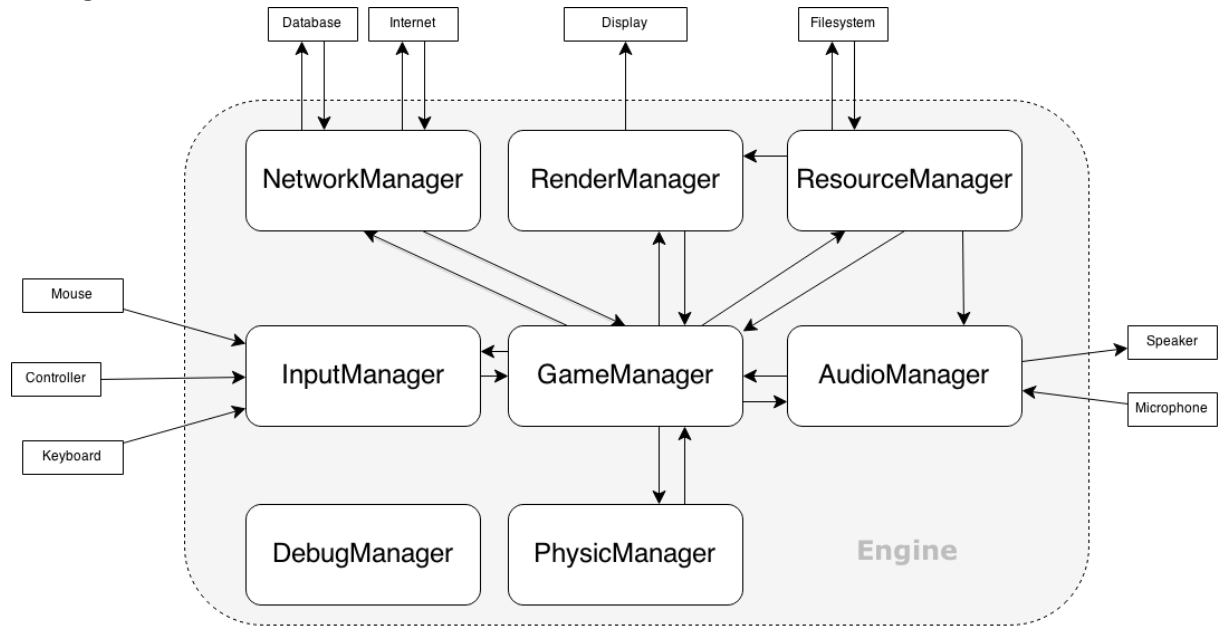 Database
Internet
Display
Filesystem
NetworkManager
RenderManager
ResourceManager
Mouse
Controller
Keyboard
InputManager
GameManager
AudioManager
Speaker
Microphone
DebugManager
PhysicManager
Engine